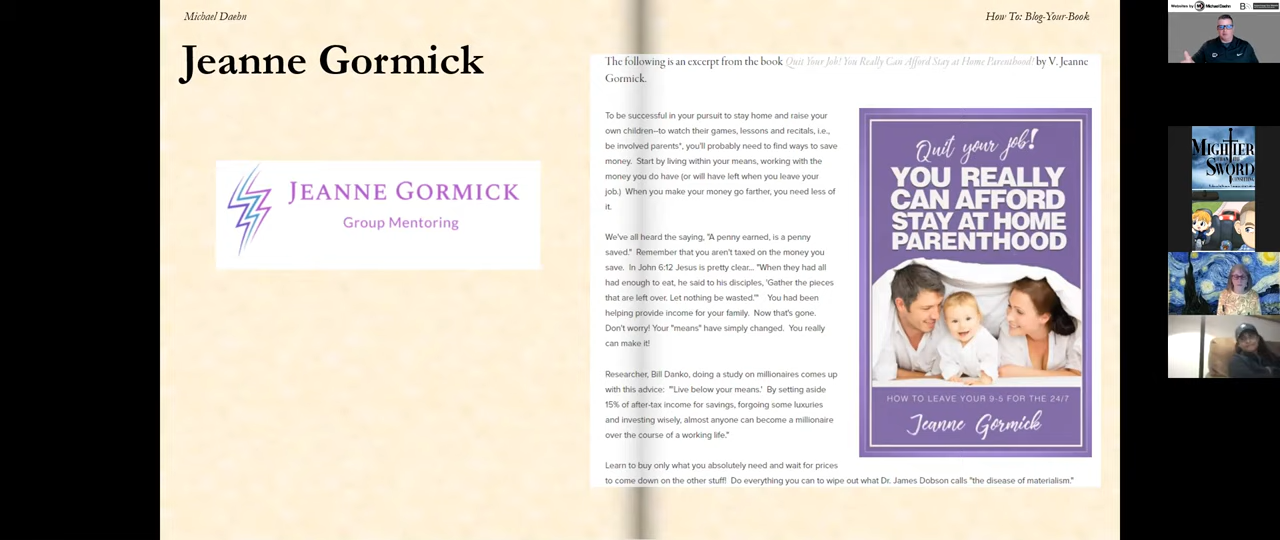 Michael Daehn
How To: Blog-Your-Book
Jeanne Gormick
JEANNE GORMICK
Group Mentoring
The following is an excerpt from the book Quit Your Job! You Really Can Afford Stay at Home Parenthood! by V. Jeanne
Gormick.
To be successful in your pursuit to stay home and raise your
own children--to watch their games, lessons and recitals, i.e.,
be involved parents*, you'll probably need to find ways to save
money. Start by living within your means, working with the
money you do have (or will have left when you leave your
job.) When you make your money go farther, you need less of
it.
We've all heard the saying, "A penny earned, is a penny
saved." Remember that you aren't taxed on the money you
save. In John 6:12 Jesus is pretty clear... "When they had all
had enough to eat, he said to his disciples, 'Gather the pieces
that are left over. Let nothing be wasted.'" You had been
helping provide income for your family. Now that's gone.
Don't worry! Your "means" have simply changed. You really
can make it!
Researcher, Bill Danko, doing a study on millionaires comes up
with this advice: "'Live below your means.' By setting aside
15% of after-tax income for savings, forgoing some luxuries
and investing wisely, almost anyone can become a millionaire
over the course of a working life."
Learn to buy only what you absolutely need and wait for prices
to come down on the other stuff! Do everything you can to wipe out what Dr. James Dobson calls "the disease of materialism."
Quit your job!
YOU REALLY
CAN AFFORD
STAY AT HOME
PARENTHOOD
HOW TO LEAVE YOUR 9-5 FOR THE 24/7
Jeanne Gormick
Websites by Michael Daehn
MIGHTIER
THAN THE
SWORD